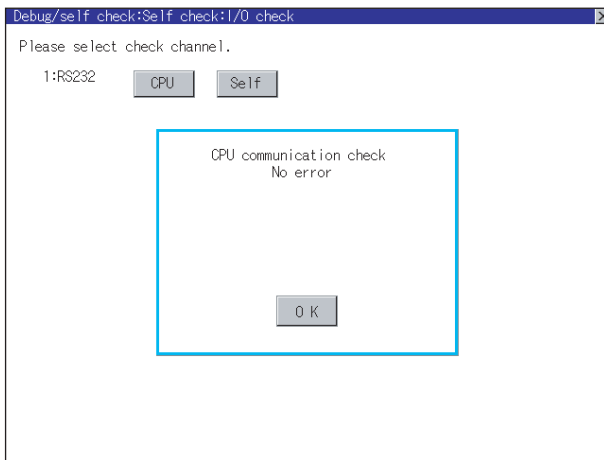 Debug/self check:Self check:I/O check
Please select check channel.
1:RS232 CPU Self
CPU communication check
No error
O K